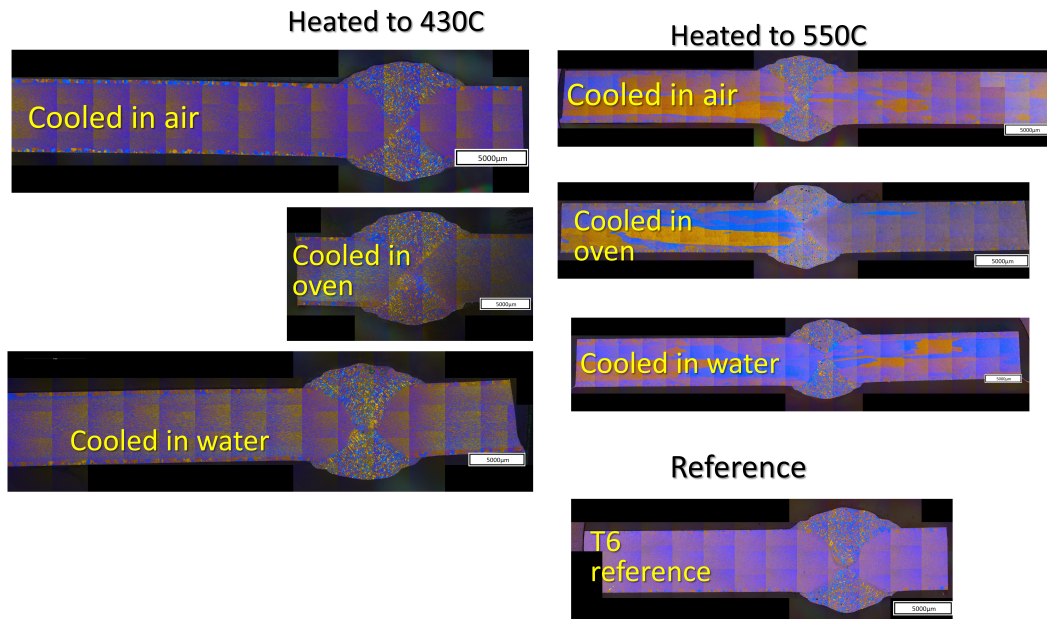 Heated to 430C
Cooled in air
5000µm
Cooled in
oven
5000µm
Cooled in water
5000µm
Heated to 550C
Cooled in air
5000µm
Cooled in
oven
5000µm
Cooled in water
5000µm
Reference
T6
reference
5000µm